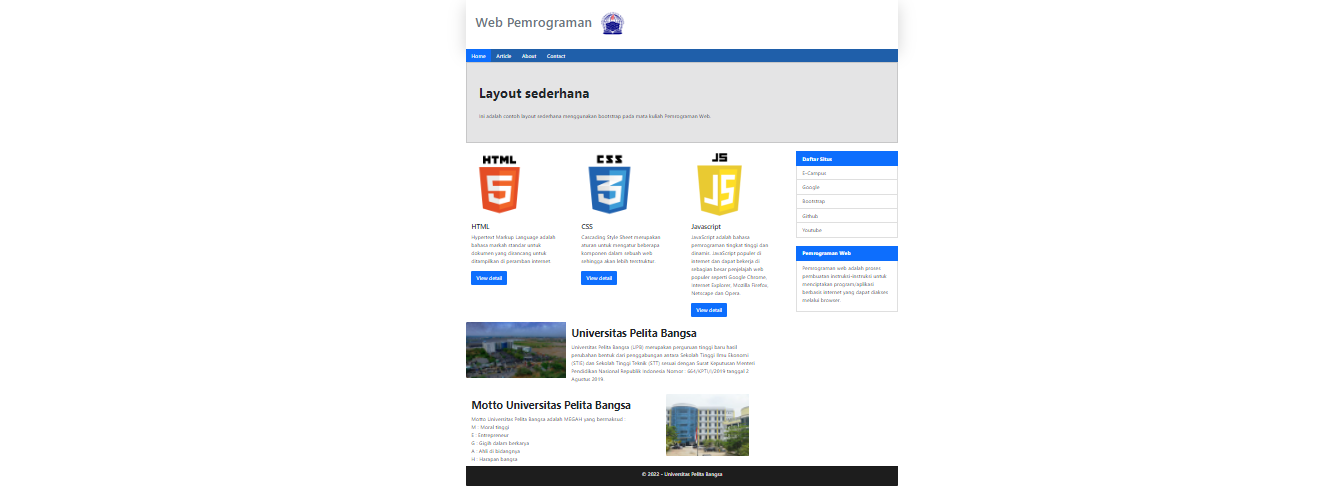 Web Pemrograman
Home Article About Contact
Layout sederhana
Ini adalah contoh layout sederhana menggunakan bootstrap pada mata kuliah Pemrograman Web.
HTML
5
HTML
Hypertext Markup Language adalah
bahasa markah standar untuk
dokumen yang dirancang untuk
ditampilkan di peramban internet.
View detail
CSS
3
CSS
Cascading Style Sheet merupakan
aturan untuk mengatur beberapa
komponen dalam sebuah web
sehingga akan lebih terstruktur.
View detail
JS
JS
Javascript
JavaScript adalah bahasa
pemrograman tingkat tinggi dan
dinamis. JavaScript populer di
internet dan dapat bekerja di
sebagian besar penjelajah web
populer seperti Google Chrome,
Internet Explorer, Mozilla Firefox,
Netscape dan Opera.
View detail
Daftar Situs
E-Campus
Google
Bootstrap
Github
Youtube
Pemrograman Web
Pemrograman web adalah proses
pembuatan instruksi-instruksi untuk
menciptakan program/aplikasi
berbasis internet yang dapat diakses
melalui browser.
Universitas Pelita Bangsa
Universitas Pelita Bangsa (UPB) merupakan perguruan tinggi baru hasil
perubahan bentuk dari penggabungan antara Sekolah Tinggi Ilmu Ekonomi
(STIE) dan Sekolah Tinggi Teknik (STT) sesuai dengan Surat Keputusan Menteri
Pendidikan Nasional Republik Indonesia Nomor : 664/KPT/I/2019 tanggal 2
Agustus 2019.
Motto Universitas Pelita Bangsa
Motto Universitas Pelita Bangsa adalah MEGAH yang bermaksud :
M : Moral tinggi
E : Entrepreneur
G : Gigih dalam berkarya
A : Ahli di bidangnya
H : Harapan bangsa
© 2022 - Universitas Pelita Bangsa